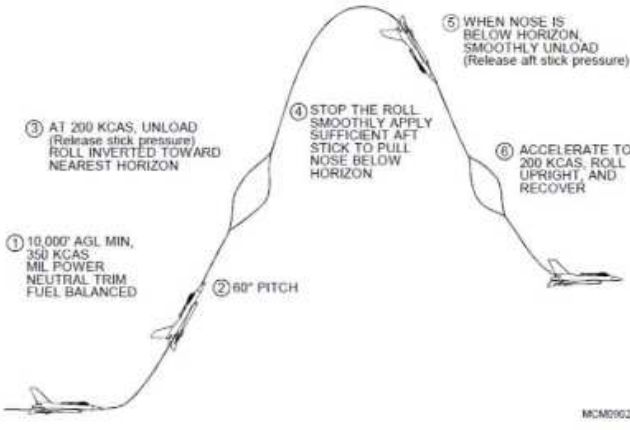 ① 10,000' AGL MIN,
350 KCAS
MIL POWER
NEUTRAL TRIM
FUEL BALANCED
② 60° PITCH
③ AT 200 KCAS, UNLOAD
(Release stick pressure)
ROLL INVERTED TOWARD
NEAREST HORIZON
④ STOP THE ROLL.
SMOOTHLY APPLY
SUFFICIENT AFT
STICK TO PULL
NOSE BELOW
HORIZON
⑤ WHEN NOSE IS
BELOW HORIZON,
SMOOTHLY UNLOAD
(Release aft stick pressure)
⑥ ACCELERATE TO
200 KCAS, ROLL
UPRIGHT, AND
RECOVER